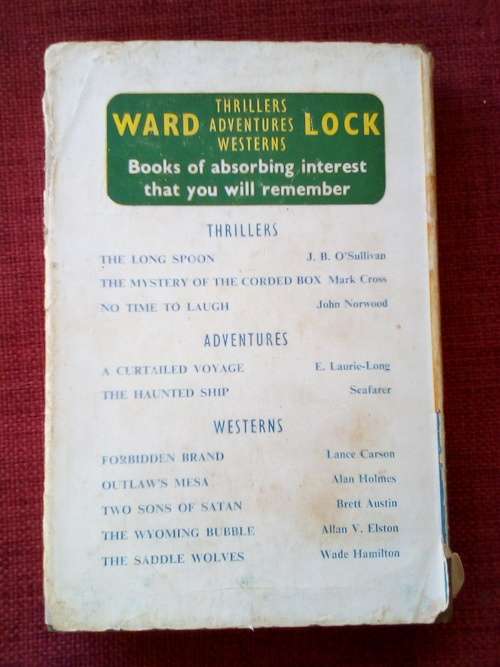 THRILLERS
WARD ADVENTURES LOCK
WESTERNS
Books of absorbing interest
that you will remember
THRILLERS
THE LONG SPOON J. B. O'Sullivan
THE MYSTERY OF THE CORDED BOX Mark Cross
NO TIME TO LAUGH John Norwood
ADVENTURES
A CURTAILED VOYAGE E. Laurie-Long
THE HAUNTED SHIP Seafarer
WESTERNS
FORBIDDEN BRAND Lance Carson
OUTLAW'S MESA Alan Holmes
TWO SONS OF SATAN Brett Austin
THE WYOMING BUBBLE Allan V. Elston
THE SADDLE WOLVES Wade Hamilton